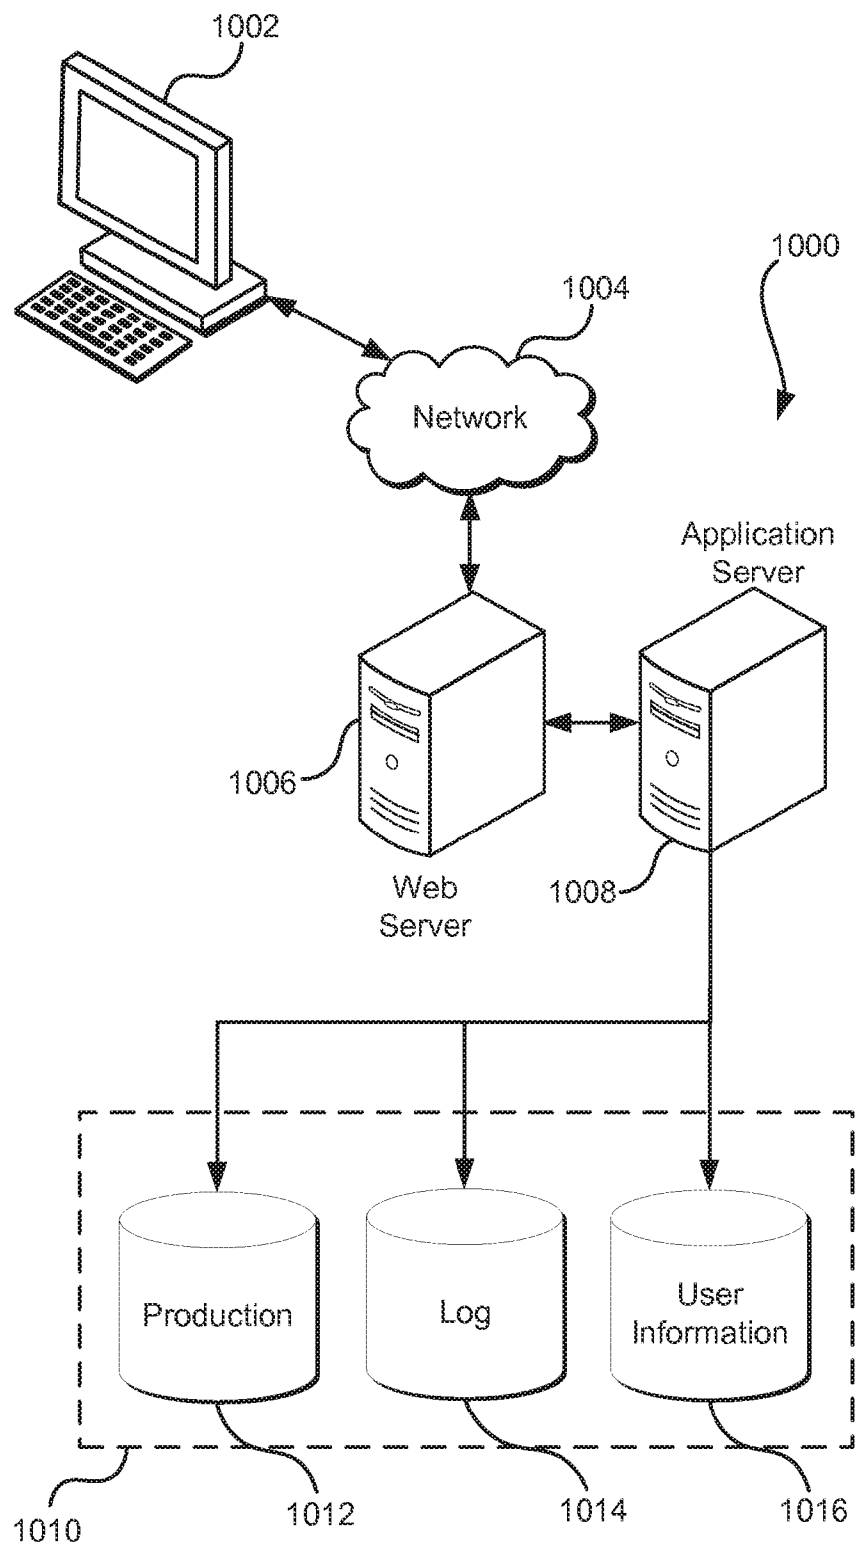 1002
1000
1004
Network
Application
Server
1006
1008
Web
Server
Production
Log
User
Information
1010
1012
1014
1016